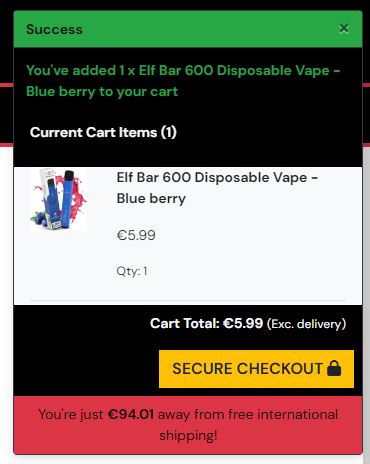 Success
×
You've added 1 x Elf Bar 600 Disposable Vape -
Blue berry to your cart
Current Cart Items (1)
Elf Bar 600 Disposable Vape -
Blue berry
€5.99
Qty: 1
Cart Total: €5.99 (Exc. delivery)
SECURE CHECKOUT
You're just €94.01 away from free international
shipping!